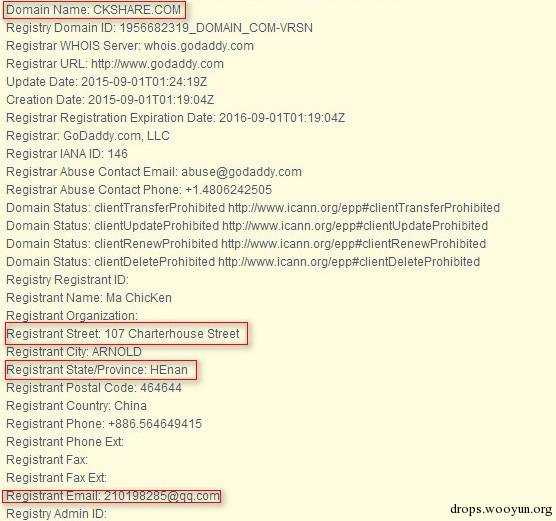 Domain Name: CKSHARE.COM
Registry Domain ID: 1956682319_DOMAIN_COM-VRSN
Registrar WHOIS Server: whois.godaddy.com
Registrar URL: http://www.godaddy.com
Update Date: 2015-09-01T01:24:19Z
Creation Date: 2015-09-01T01:19:04Z
Registrar Registration Expiration Date: 2016-09-01T01:19:04Z
Registrar: GoDaddy.com, LLC
Registrar IANA ID: 146
Registrar Abuse Contact Email: abuse@godaddy.com
Registrar Abuse Contact Phone: +1.4806242505
Domain Status: clientTransferProhibited http://www.icann.org/epp#clientTransferProhibited
Domain Status: clientUpdateProhibited http://www.icann.org/epp#clientUpdateProhibited
Domain Status: clientRenewProhibited http://www.icann.org/epp#clientRenewProhibited
Domain Status: clientDeleteProhibited http://www.icann.org/epp#clientDeleteProhibited
Registry Registrant ID:
Registrant Name: Ma ChicKen
Registrant Organization:
Registrant Street: 107 Charterhouse Street
Registrant City: ARNOLD
Registrant State/Province: HEnan
Registrant Postal Code: 464644
Registrant Country: China
Registrant Phone: +886.564649415
Registrant Phone Ext:
Registrant Fax:
Registrant Fax Ext:
Registrant Email: 210198285@qq.com
Registry Admin ID:
drops.wooyun.org